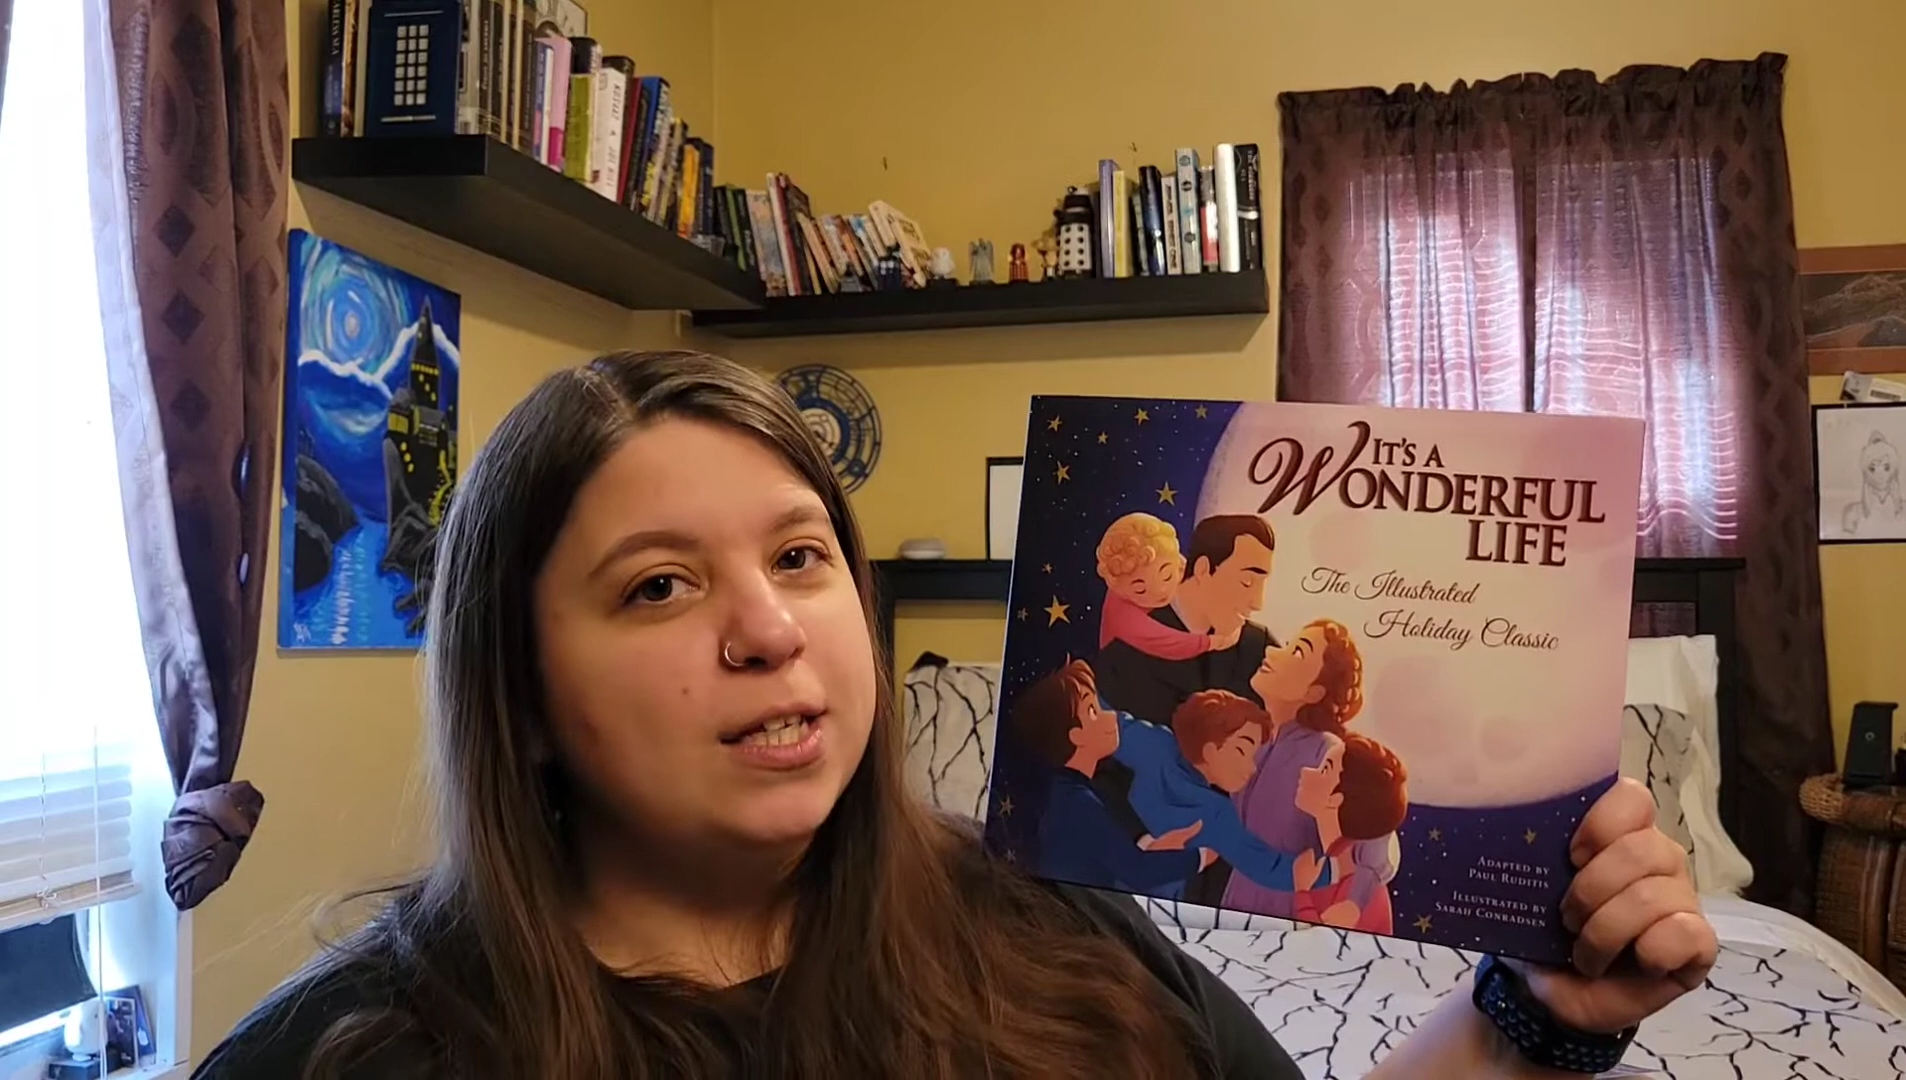 IT'S A
WONDERFUL
LIFE
The Illustrated
Holiday Classic
ADAPTED BY
PAUL RUDITIS
ILLUSTRATED BY
SARAH CONRADSEN